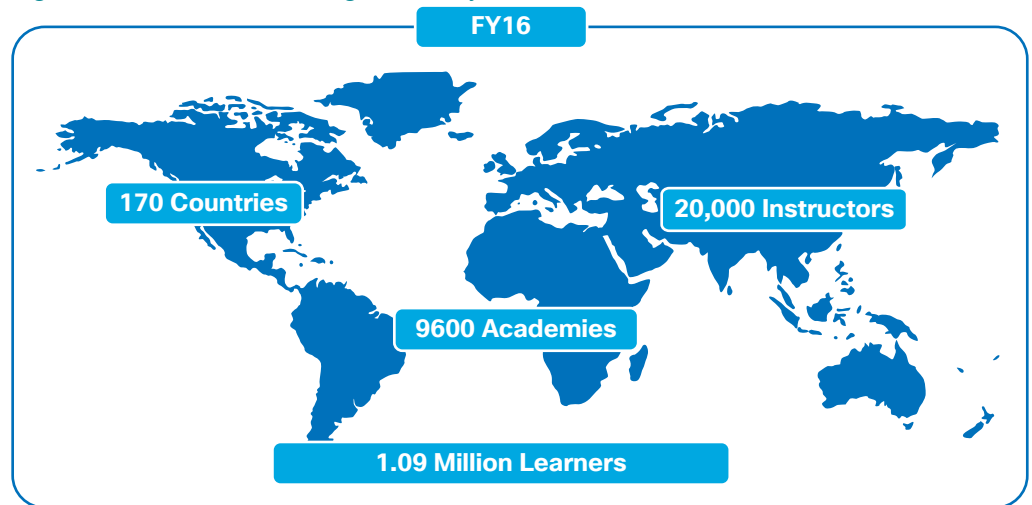 FY16
170 Countries
20,000 Instructors
9600 Academies
1.09 Million Learners